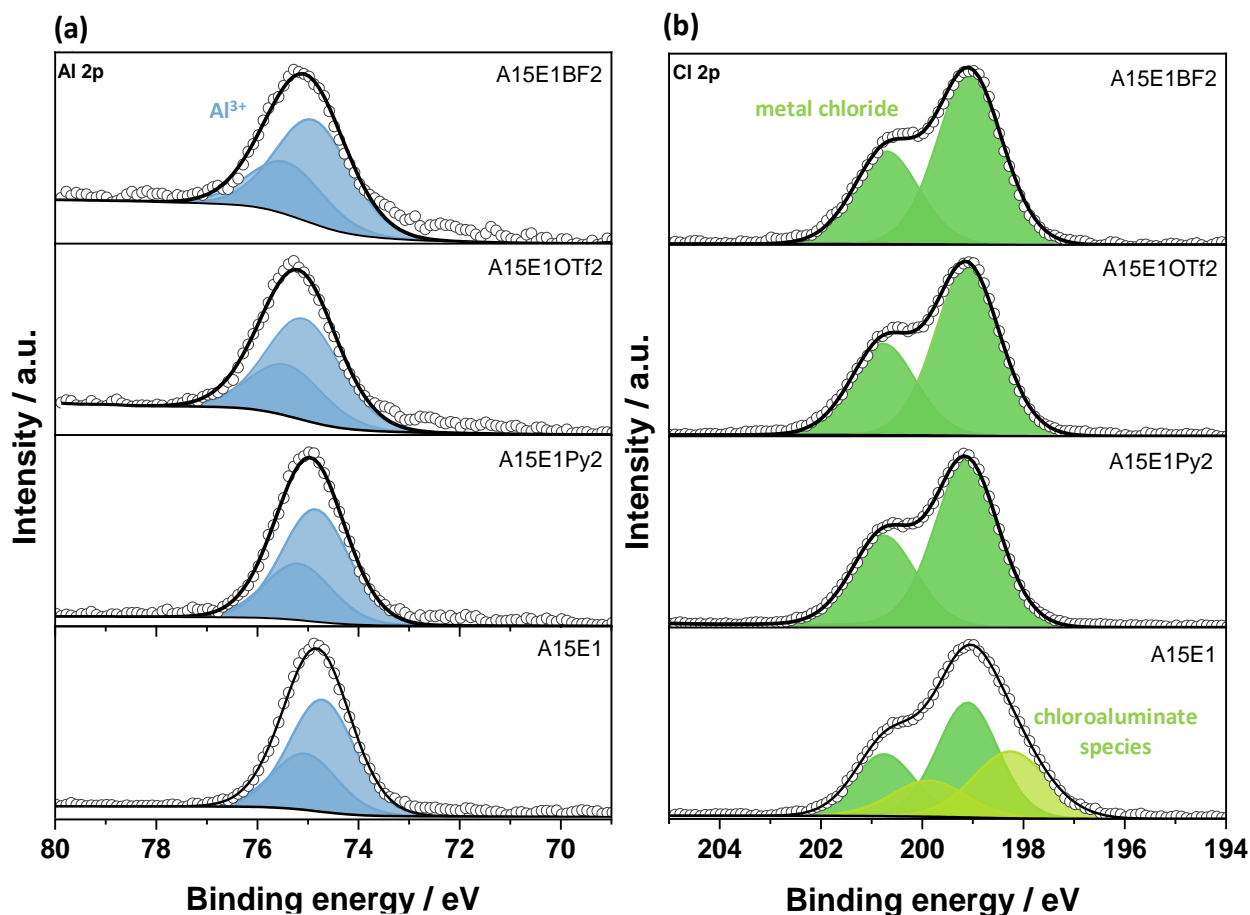 (a)
Al 2p
A15E1BF2
Al³⁺
A15E1OTf2
A15E1Py2
A15E1
Intensity / a.u.
80 78 76 74 72 70
Binding energy / eV
(b)
Cl 2p
A15E1BF2
metal chloride
A15E1OTf2
A15E1Py2
A15E1
chloroaluminate
species
Intensity / a.u.
204 202 200 198 196 194
Binding energy / eV